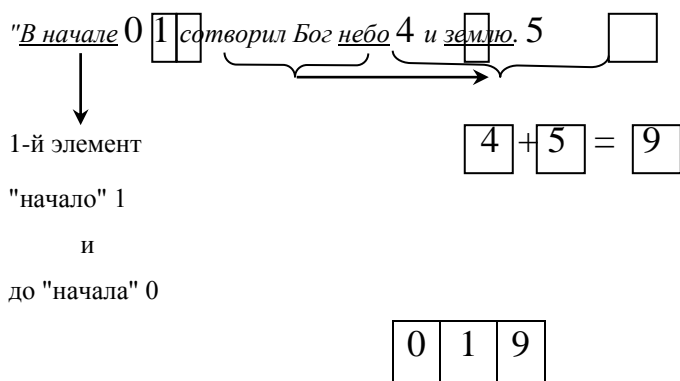 "В начале 0 1 сотворил Бог небо 4 и землю. 5
1-й элемент
4 + 5 = 9
"начало" 1
и
до "начала" 0
0 1 9